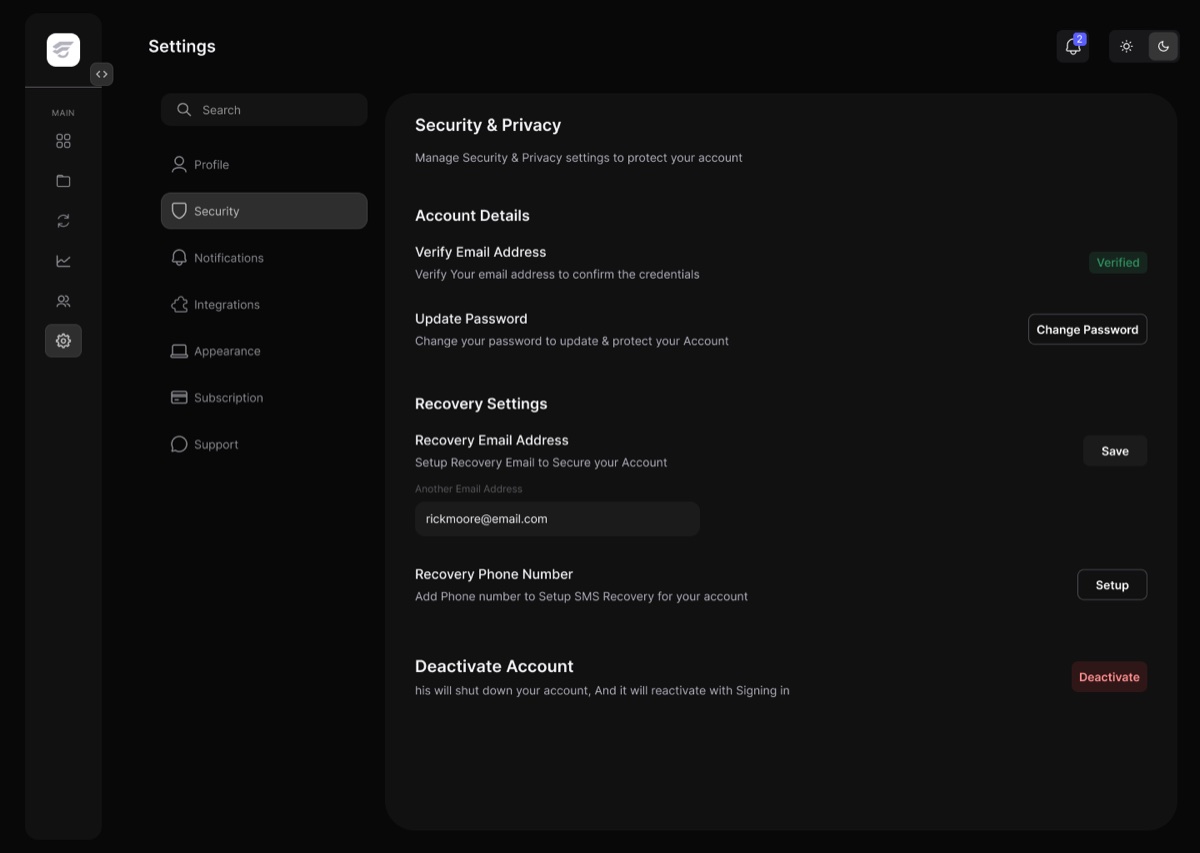 Settings
2
MAIN
Search
Profile
Security
Notifications
Integrations
Appearance
Subscription
Support
Security & Privacy
Manage Security & Privacy settings to protect your account
Account Details
Verify Email Address
Verify Your email address to confirm the credentials
Verified
Update Password
Change your password to update & protect your Account
Change Password
Recovery Settings
Recovery Email Address
Setup Recovery Email to Secure your Account
Save
Another Email Address
rickmoore@email.com
Recovery Phone Number
Add Phone number to Setup SMS Recovery for your account
Setup
Deactivate Account
his will shut down your account, And it will reactivate with Signing in
Deactivate